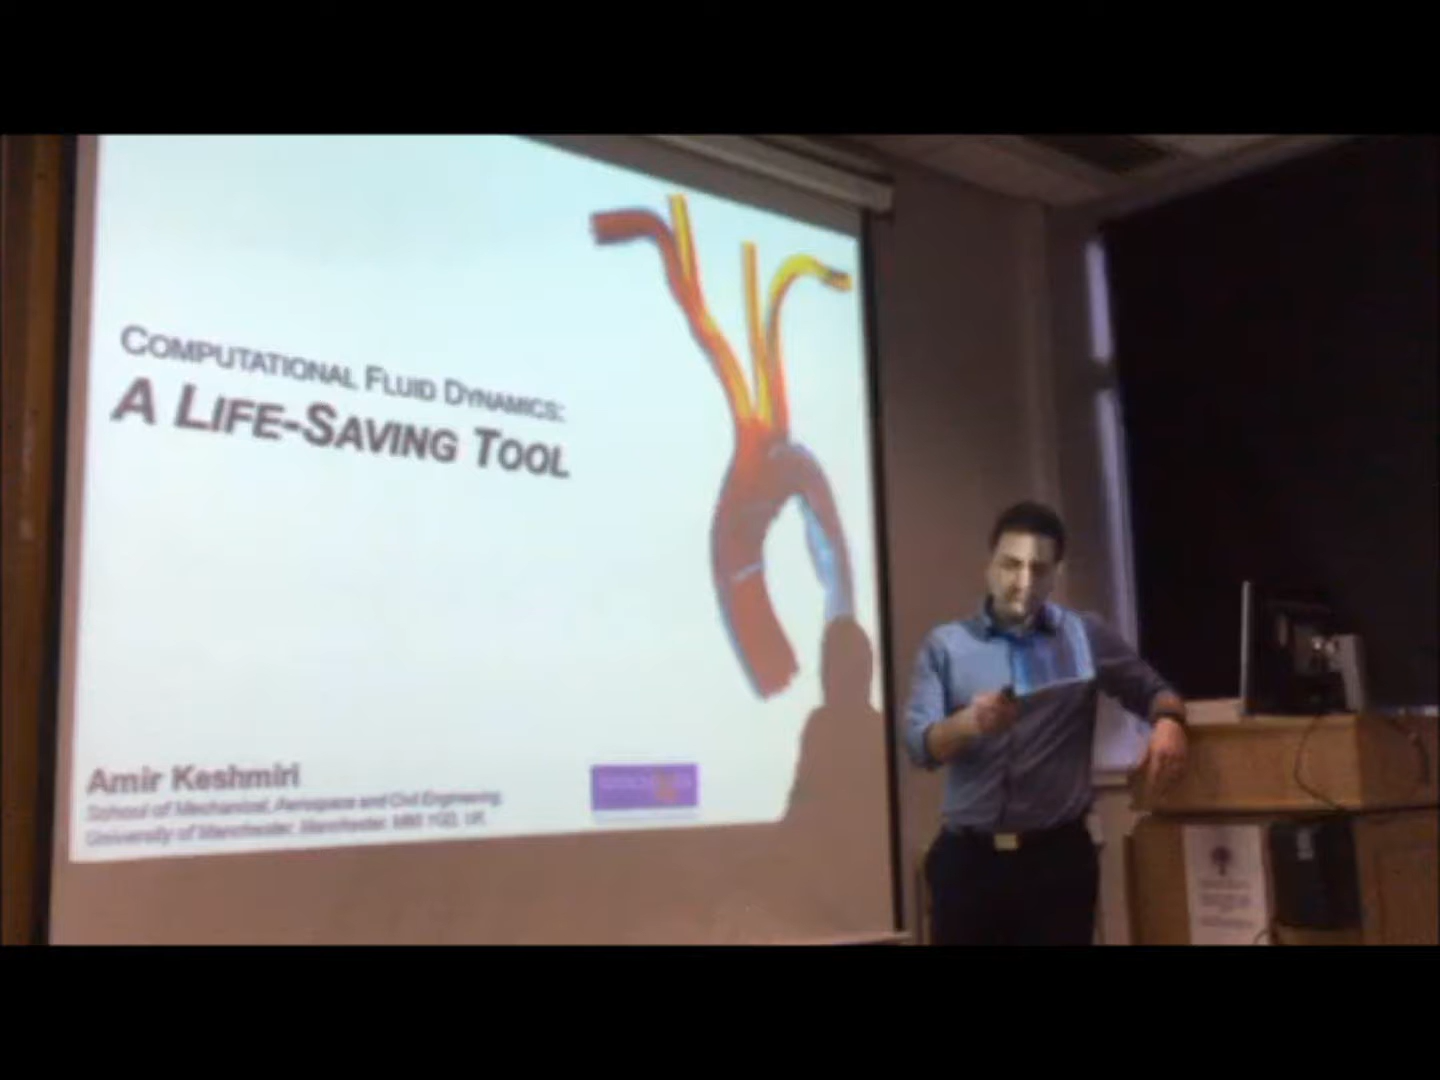 COMPUTATIONAL FLUID DYNAMICS:
A LIFE-SAVING TOOL
Amir Keshmiri
School of Mechanical, Aerospace and Civil Engineering
University of Manchester, Manchester, M60 1QD, UK